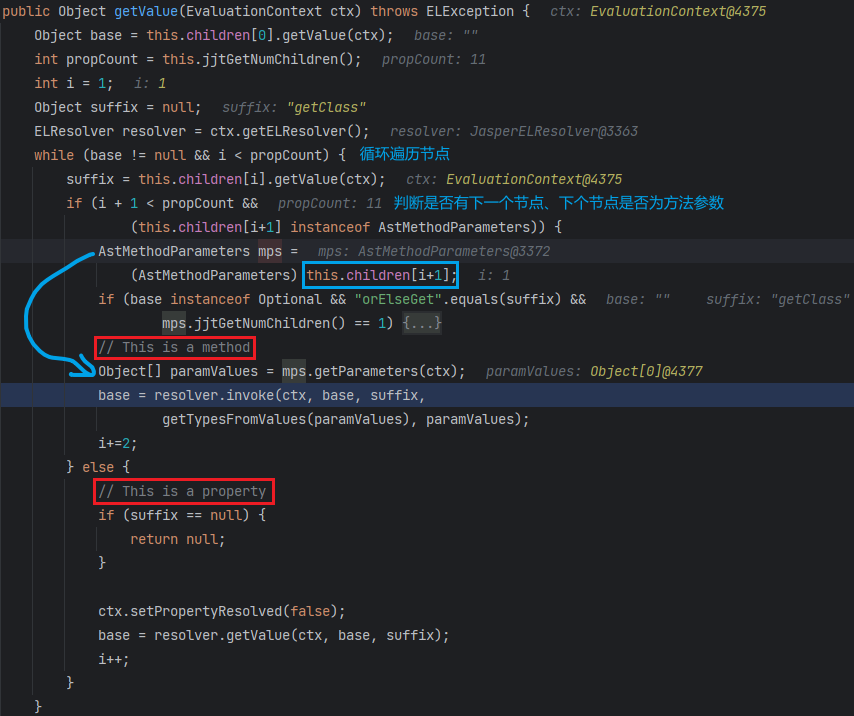 public Object getValue(EvaluationContext ctx) throws ELException {   ctx: EvaluationContext@4375
    Object base = this.children[0].getValue(ctx);   base: ""
    int propCount = this.jjtGetNumChildren();   propCount: 11
    int i = 1;   i: 1
    Object suffix = null;   suffix: "getClass"
    ELResolver resolver = ctx.getELResolver();   resolver: JasperELResolver@3363
    while (base != null && i < propCount) {   循环遍历节点
        suffix = this.children[i].getValue(ctx);   ctx: EvaluationContext@4375
        if (i + 1 < propCount &&   propCount: 11   判断是否有下一个节点、下个节点是否为方法参数
                (this.children[i+1] instanceof AstMethodParameters)) {
            AstMethodParameters mps =   mps: AstMethodParameters@3372
                (AstMethodParameters) this.children[i+1];   i: 1
            if (base instanceof Optional && "orElseGet".equals(suffix) &&   base: ""   suffix: "getClass"
                    mps.jjtGetNumChildren() == 1) {...}
            // This is a method
            Object[] paramValues = mps.getParameters(ctx);   paramValues: Object[0]@4377
            base = resolver.invoke(ctx, base, suffix,
                    getTypesFromValues(paramValues), paramValues);
            i+=2;
        } else {
            // This is a property
            if (suffix == null) {
                return null;
            }
            ctx.setPropertyResolved(false);
            base = resolver.getValue(ctx, base, suffix);
            i++;
        }
    }